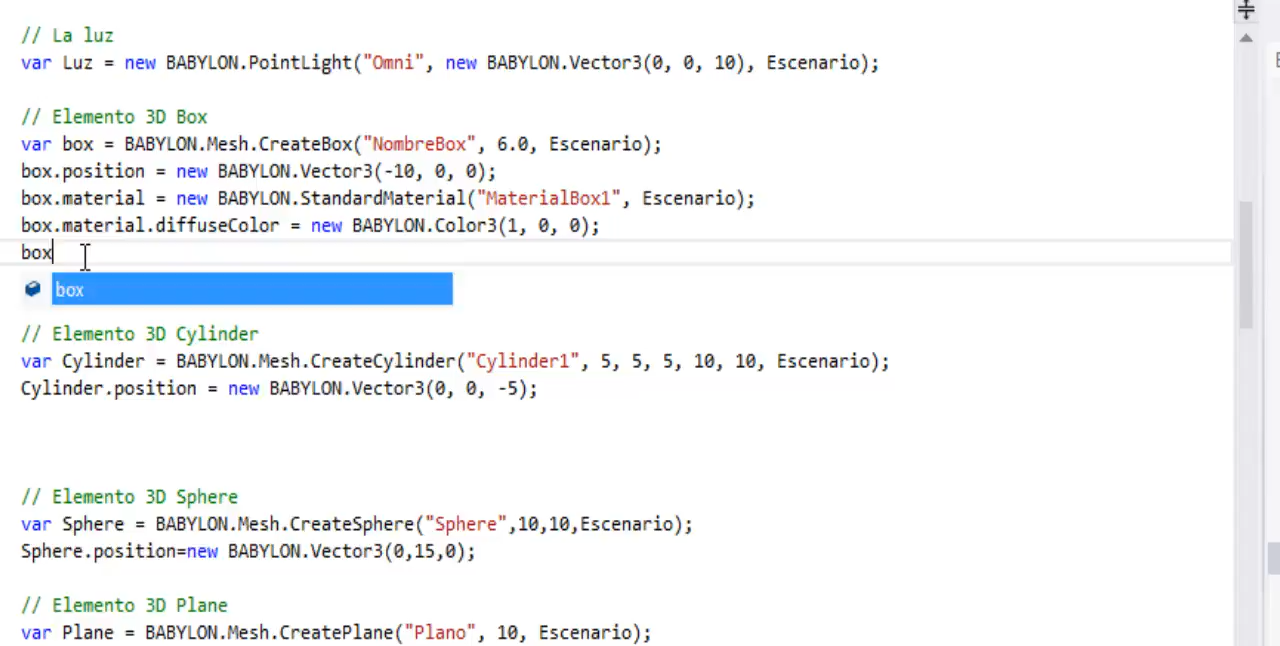 // La luz
var Luz = new BABYLON.PointLight("Omni", new BABYLON.Vector3(0, 0, 10), Escenario);
// Elemento 3D Box
var box = BABYLON.Mesh.CreateBox("NombreBox", 6.0, Escenario);
box.position = new BABYLON.Vector3(-10, 0, 0);
box.material = new BABYLON.StandardMaterial("MaterialBox1", Escenario);
box.material.diffuseColor = new BABYLON.Color3(1, 0, 0);
box
box
// Elemento 3D Cylinder
var Cylinder = BABYLON.Mesh.CreateCylinder("Cylinder1", 5, 5, 5, 10, 10, Escenario);
Cylinder.position = new BABYLON.Vector3(0, 0, -5);
// Elemento 3D Sphere
var Sphere = BABYLON.Mesh.CreateSphere("Sphere",10,10,Escenario);
Sphere.position=new BABYLON.Vector3(0,15,0);
// Elemento 3D Plane
var Plane = BABYLON.Mesh.CreatePlane("Plano", 10, Escenario);